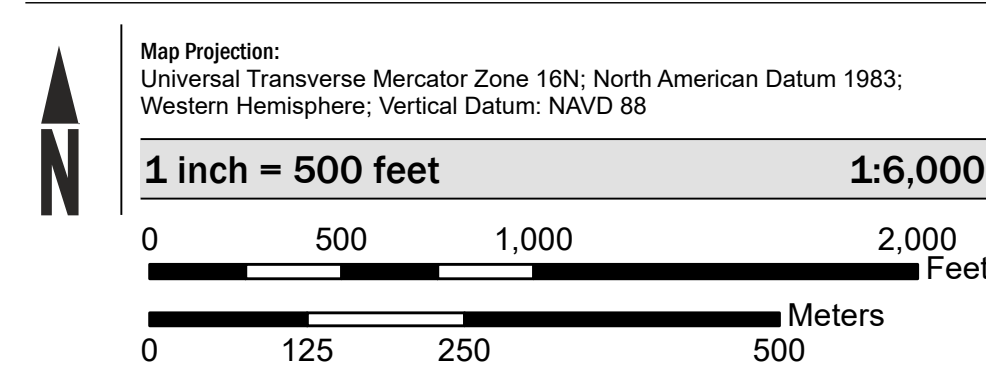 Map Projection:
Universal Transverse Mercator Zone 16N; North American Datum 1983;
Western Hemisphere; Vertical Datum: NAVD 88
N
1 inch = 500 feet 1:6,000
0 500 1,000 2,000
Feet
Meters
0 125 250 500